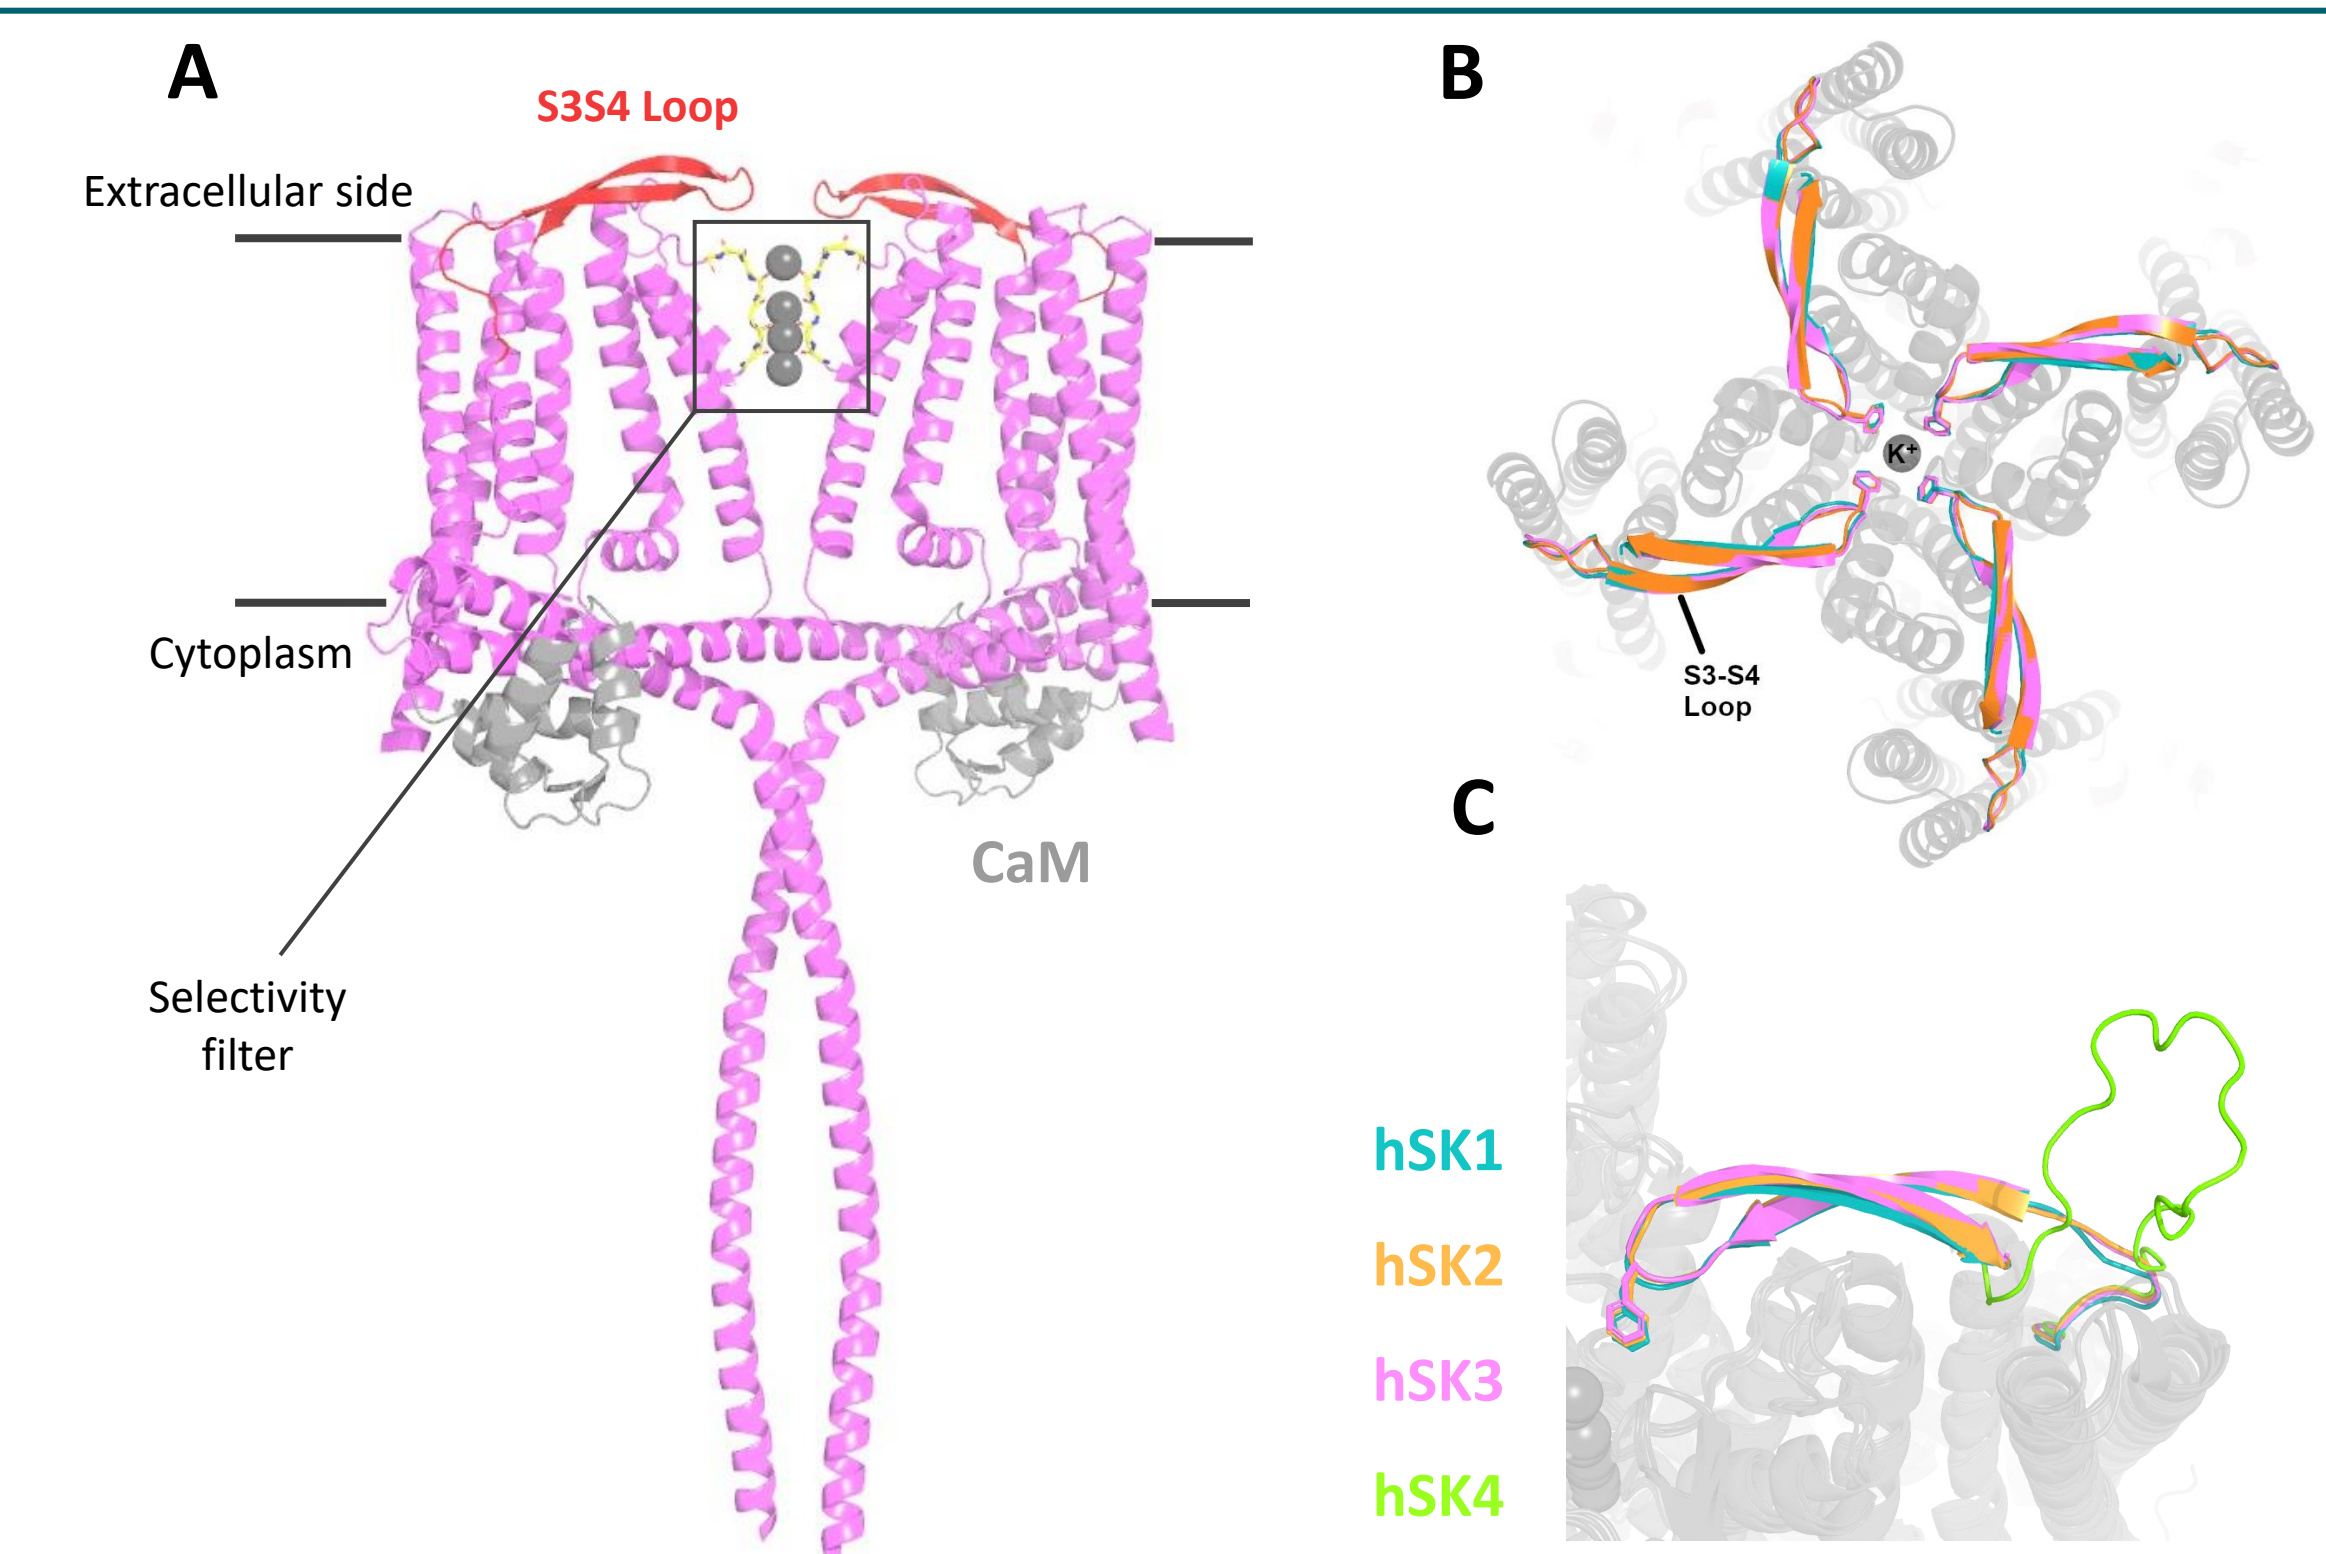 A
S3S4 Loop
Extracellular side
Cytoplasm
CaM
Selectivity
filter
B
K+
S3-S4
Loop
C
hSK1
hSK2
hSK3
hSK4